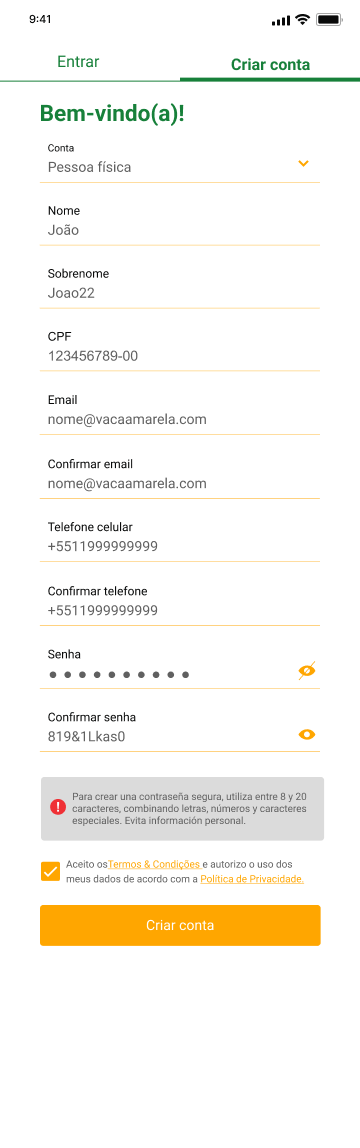 9:41
Entrar
Criar conta
Bem-vindo(a)!
Conta
Pessoa física
Nome
João
Sobrenome
Joao22
CPF
123456789-00
Email
nome@vacaamarela.com
Confirmar email
nome@vacaamarela.com
Telefone celular
+5511999999999
Confirmar telefone
+5511999999999
Senha
Confirmar senha
819&1Lkas0
Para crear una contraseña segura, utiliza entre 8 y 20
caracteres, combinando letras, números y caracteres
especiales. Evita información personal.
Aceito osTermos & Condições e autorizo o uso dos
meus dados de acordo com a Política de Privacidade.
Criar conta